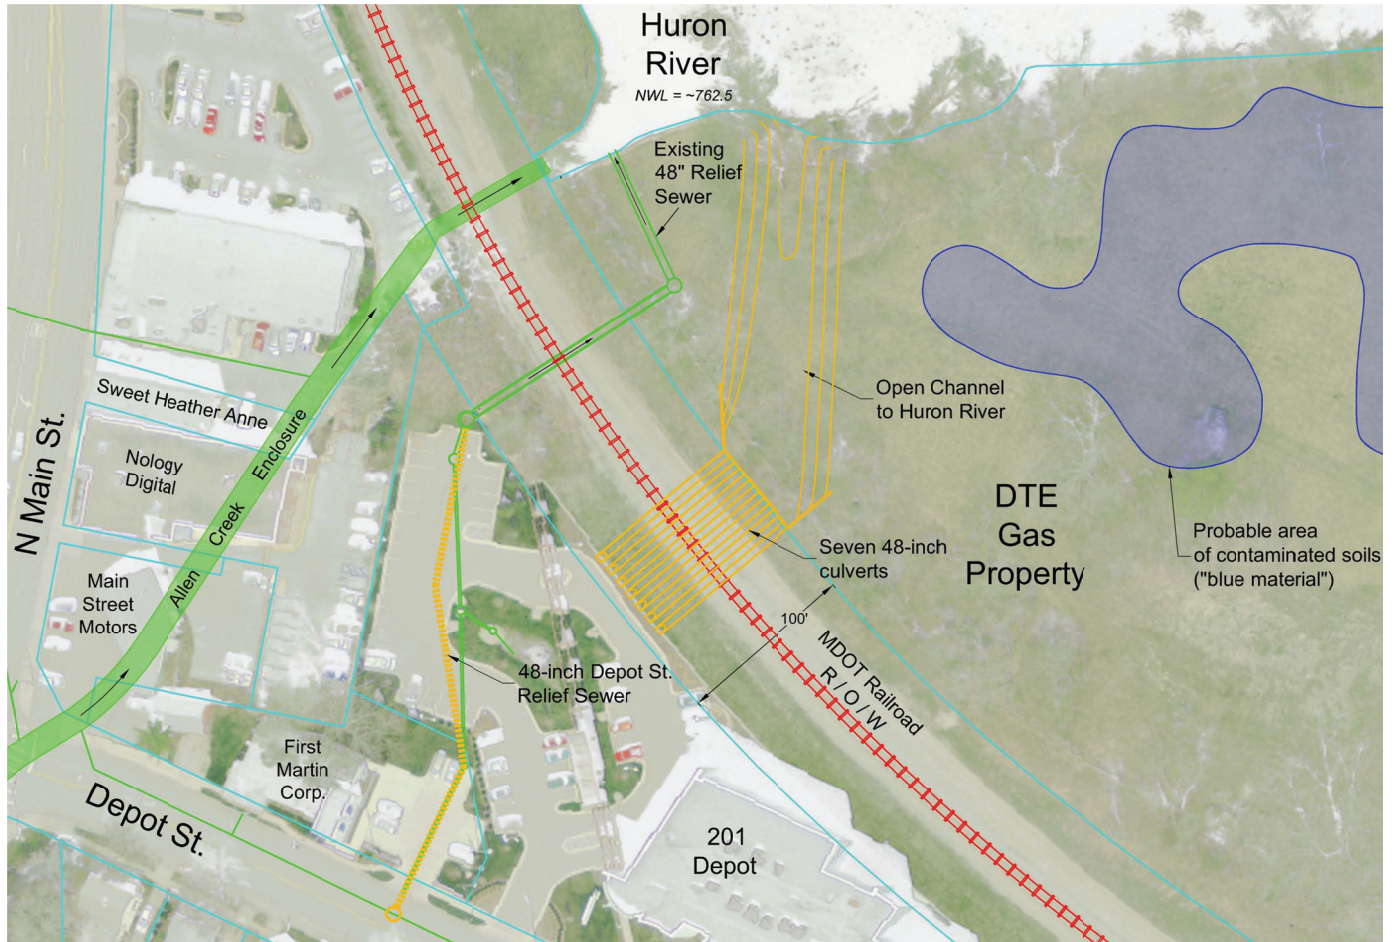 Huron
River
NWL = ~762.5
Existing
48" Relief
Sewer
Open Channel
to Huron River
Sweet Heather Anne
Nology
Digital
N Main St.
Allen Creek Enclosure
Main
Street
Motors
DTE
Gas
Property
Probable area
of contaminated soils
("blue material")
Seven 48-inch
culverts
100'
MDOT Railroad
R / O / W
48-inch Depot St.
Relief Sewer
First
Martin
Corp.
Depot St.
201
Depot